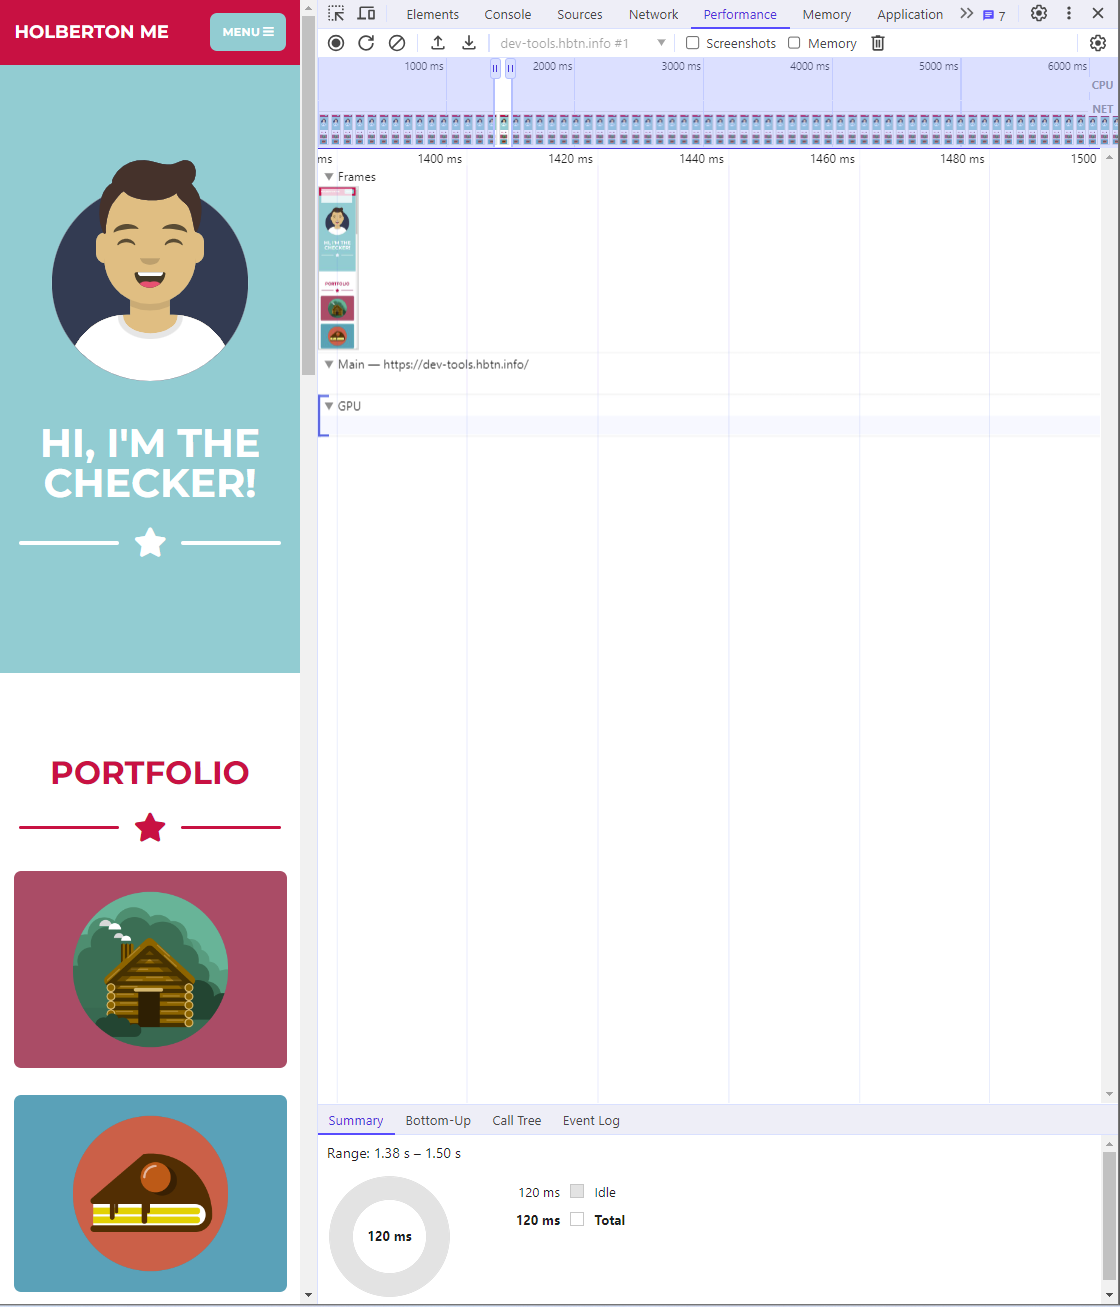 HOLBERTON ME
MENU
HI, I'M THE
CHECKER!
PORTFOLIO
Elements Console Sources Network Performance Memory Application 7
dev-tools.hbtn.info #1 Screenshots Memory
1000 ms 2000 ms 3000 ms 4000 ms 5000 ms 6000 ms
CPU
NET
ms 1400 ms 1420 ms 1440 ms 1460 ms 1480 ms 1500
Frames
HI, I'M THE
CHECKER!
PORTFOLIO
Main — https://dev-tools.hbtn.info/
GPU
Summary Bottom-Up Call Tree Event Log
Range: 1.38 s – 1.50 s
120 ms Idle
120 ms Total
120 ms